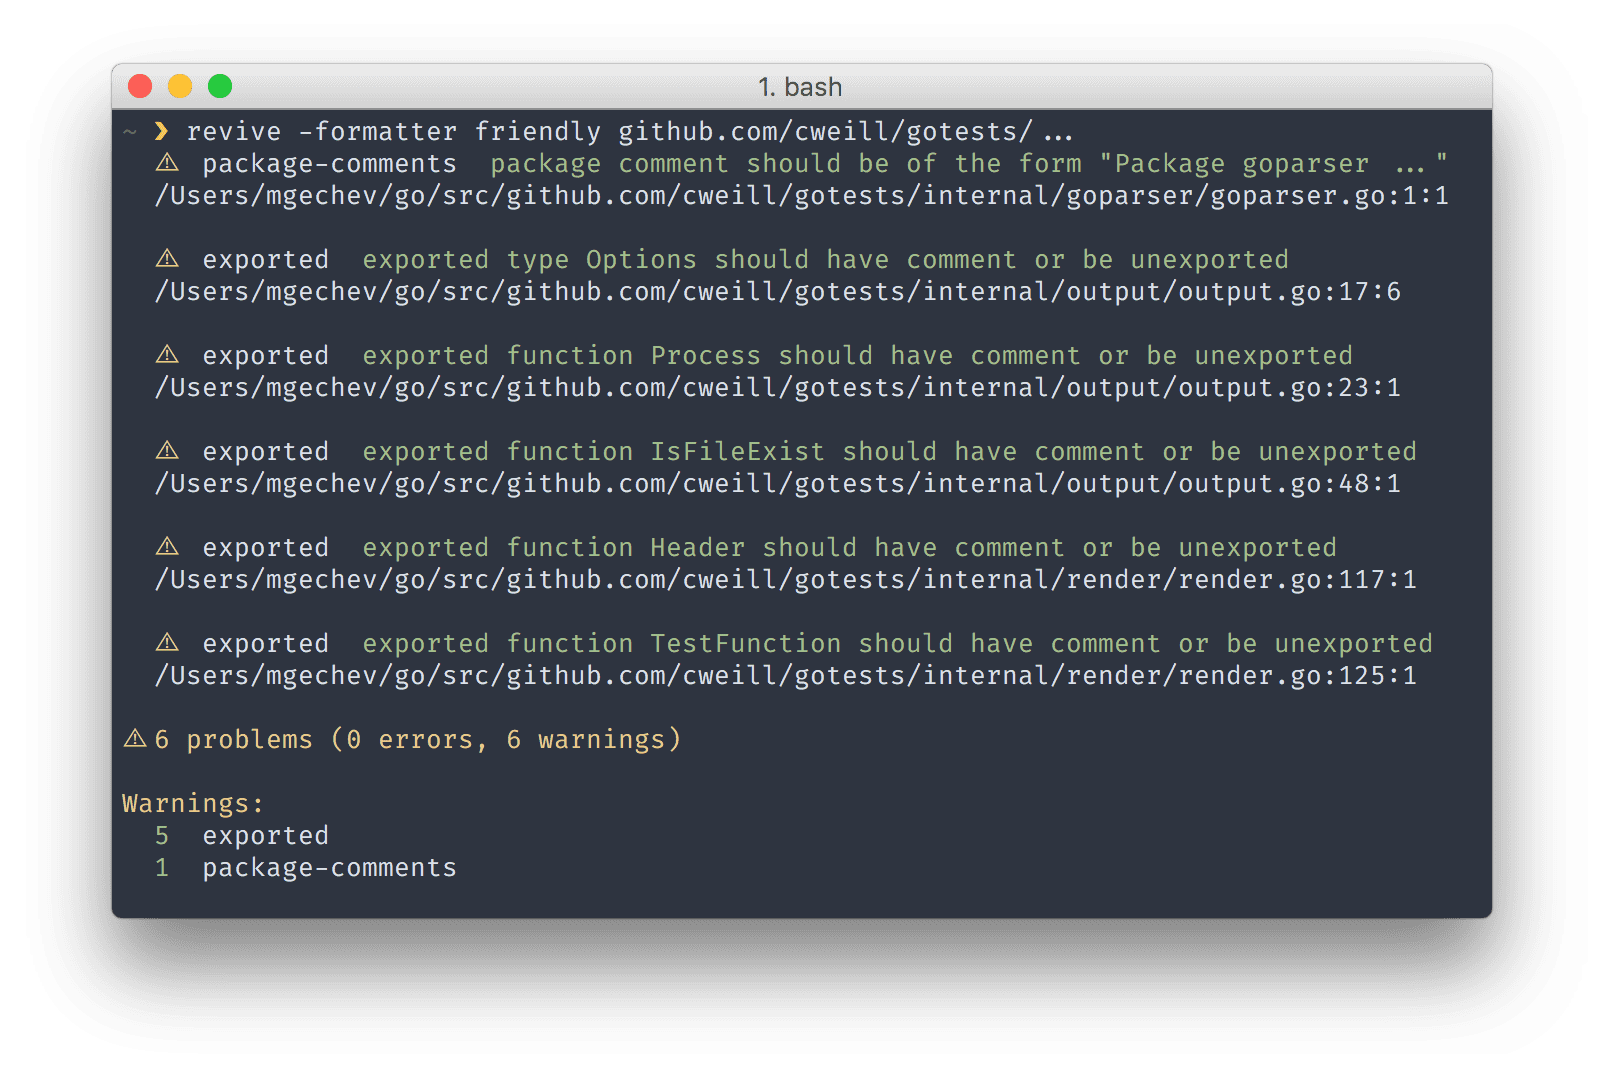 1. bash
~ ❯ revive -formatter friendly github.com/cweill/gotests/...
⚠ package-comments package comment should be of the form "Package goparser ..."
/Users/mgechev/go/src/github.com/cweill/gotests/internal/goparser/goparser.go:1:1
⚠ exported exported type Options should have comment or be unexported
/Users/mgechev/go/src/github.com/cweill/gotests/internal/output/output.go:17:6
⚠ exported exported function Process should have comment or be unexported
/Users/mgechev/go/src/github.com/cweill/gotests/internal/output/output.go:23:1
⚠ exported exported function IsFileExist should have comment or be unexported
/Users/mgechev/go/src/github.com/cweill/gotests/internal/output/output.go:48:1
⚠ exported exported function Header should have comment or be unexported
/Users/mgechev/go/src/github.com/cweill/gotests/internal/render/render.go:117:1
⚠ exported exported function TestFunction should have comment or be unexported
/Users/mgechev/go/src/github.com/cweill/gotests/internal/render/render.go:125:1
⚠ 6 problems (0 errors, 6 warnings)
Warnings:
5 exported
1 package-comments